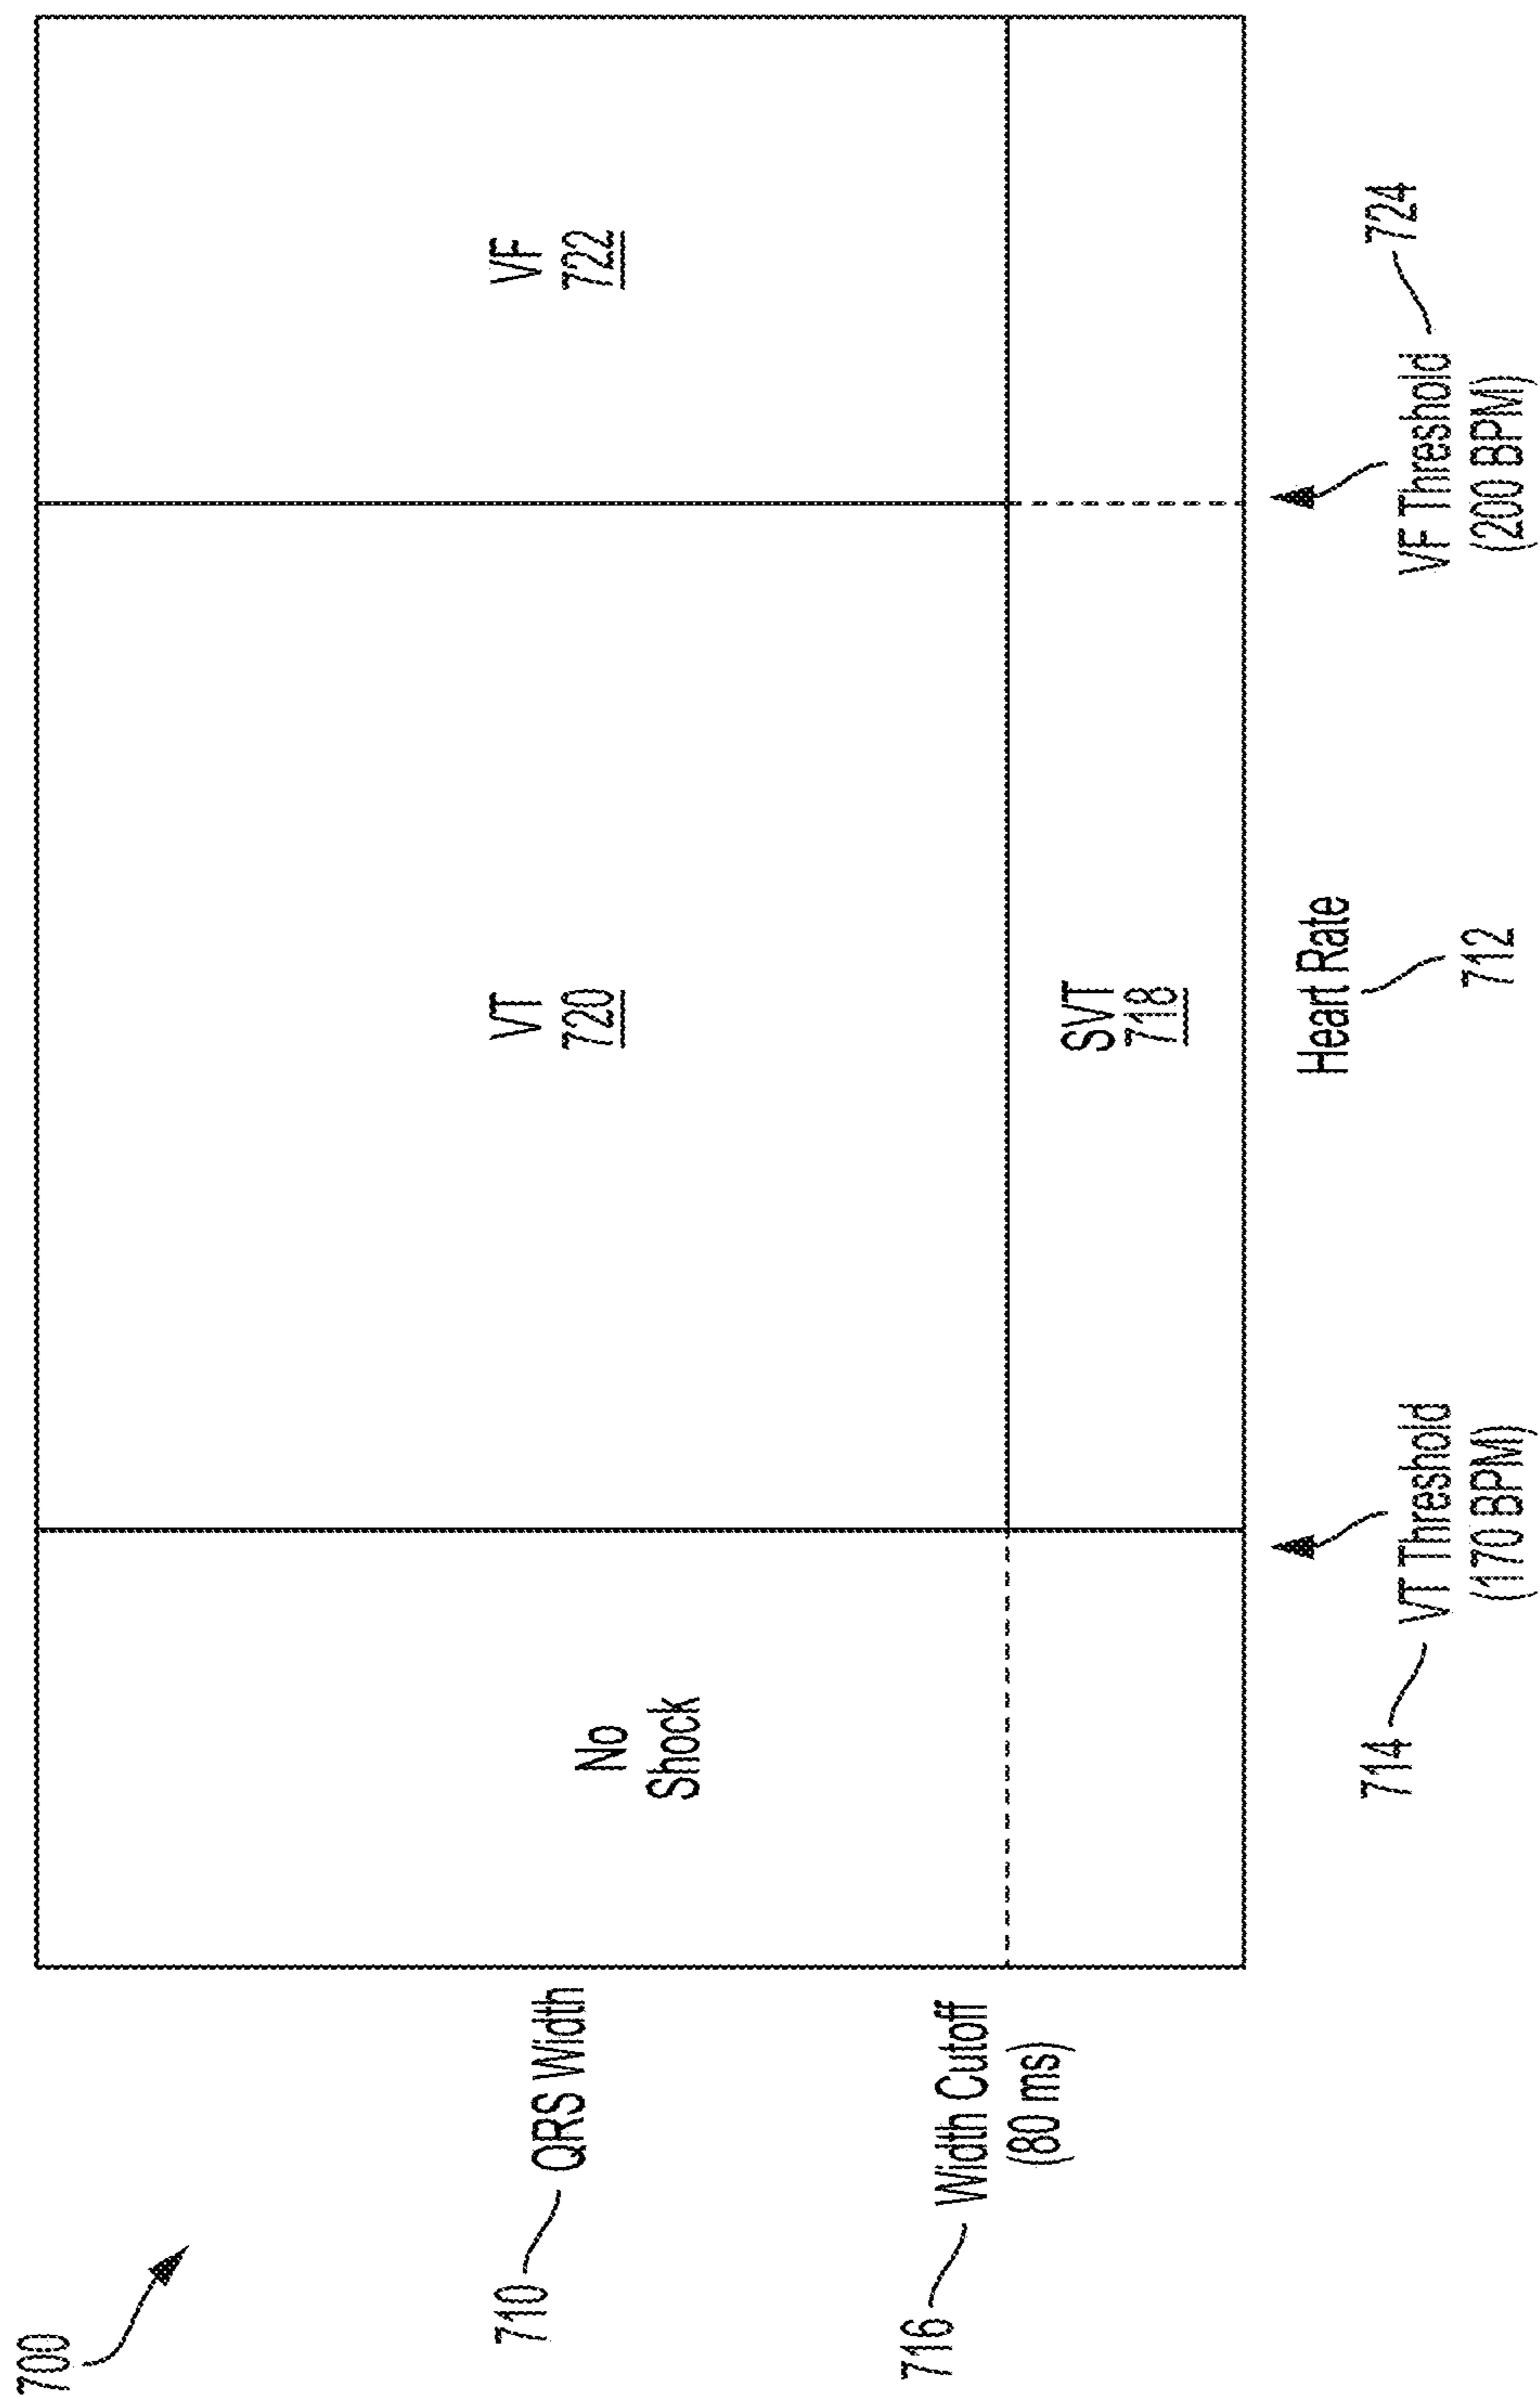 700
710
QRS Width
716
Width Cutoff
(80 ms)
No
Shock
VT
720
VF
722
SVT
718
714
VT Threshold
(170 BPM)
Heart Rate
712
VF Threshold
(200 BPM)
724